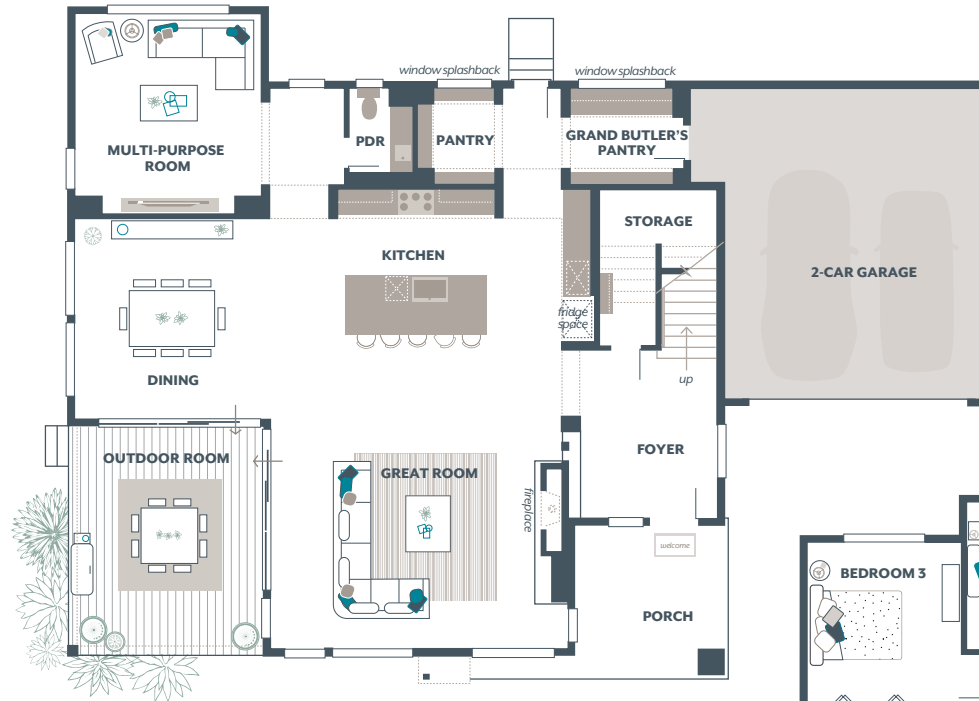 window splashback
window splashback
PDR
PANTRY
GRAND BUTLER'S
PANTRY
MULTI-PURPOSE
ROOM
STORAGE
KITCHEN
2-CAR GARAGE
fridge
space
DINING
up
FOYER
OUTDOOR ROOM
GREAT ROOM
fireplace
welcome
BEDROOM 3
PORCH